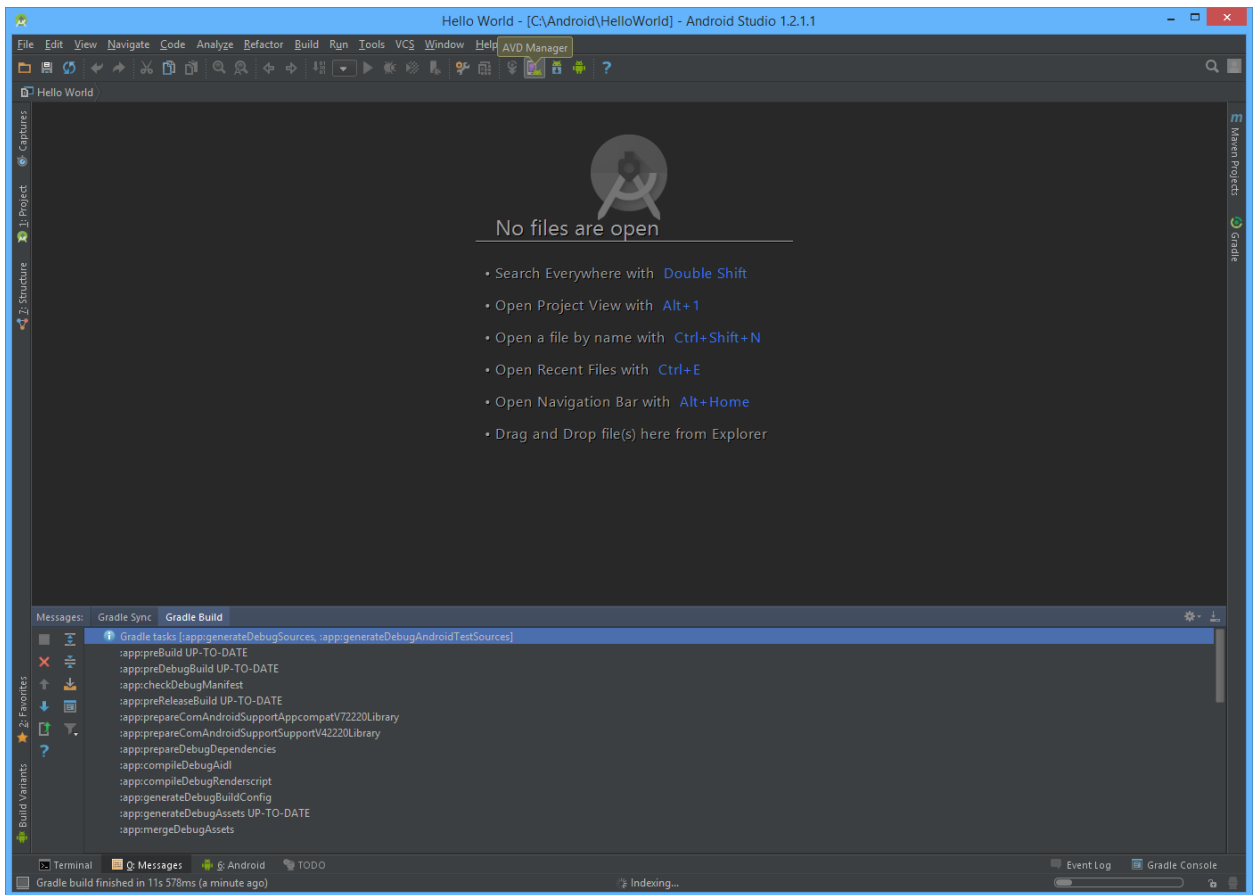 Hello World - [C:\Android\HelloWorld] - Android Studio 1.2.1.1
File Edit View Navigate Code Analyze Refactor Build Run Tools VCS Window Help
AVD Manager
?
Hello World
Captures
1: Project
7: Structure
m Maven Projects
Gradle
No files are open
• Search Everywhere with Double Shift
• Open Project View with Alt+1
• Open a file by name with Ctrl+Shift+N
• Open Recent Files with Ctrl+E
• Open Navigation Bar with Alt+Home
• Drag and Drop file(s) here from Explorer
Messages: Gradle Sync Gradle Build
Gradle tasks [:app:generateDebugSources, :app:generateDebugAndroidTestSources]
:app:preBuild UP-TO-DATE
:app:preDebugBuild UP-TO-DATE
:app:checkDebugManifest
:app:preReleaseBuild UP-TO-DATE
:app:prepareComAndroidSupportAppcompatV72220Library
:app:prepareComAndroidSupportSupportV42220Library
:app:prepareDebugDependencies
:app:compileDebugAidl
:app:compileDebugRenderscript
:app:generateDebugBuildConfig
:app:generateDebugAssets UP-TO-DATE
:app:mergeDebugAssets
?
2: Favorites
Build Variants
Terminal 0: Messages 6: Android TODO Event Log Gradle Console
Gradle build finished in 11s 578ms (a minute ago) Indexing...